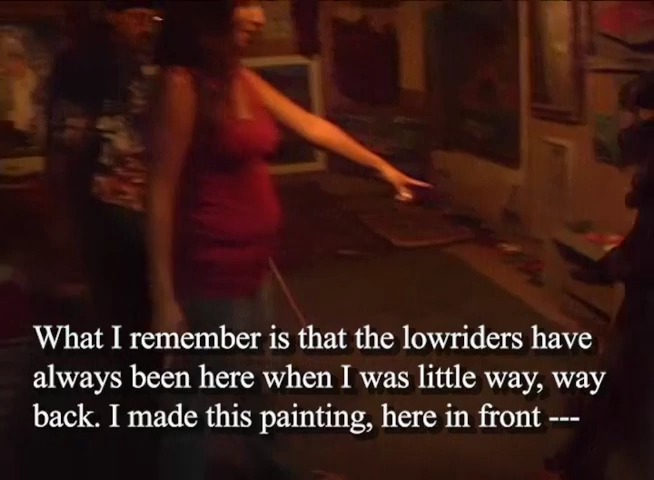 What I remember is that the lowriders have
always been here when I was little way, way
back. I made this painting, here in front ---